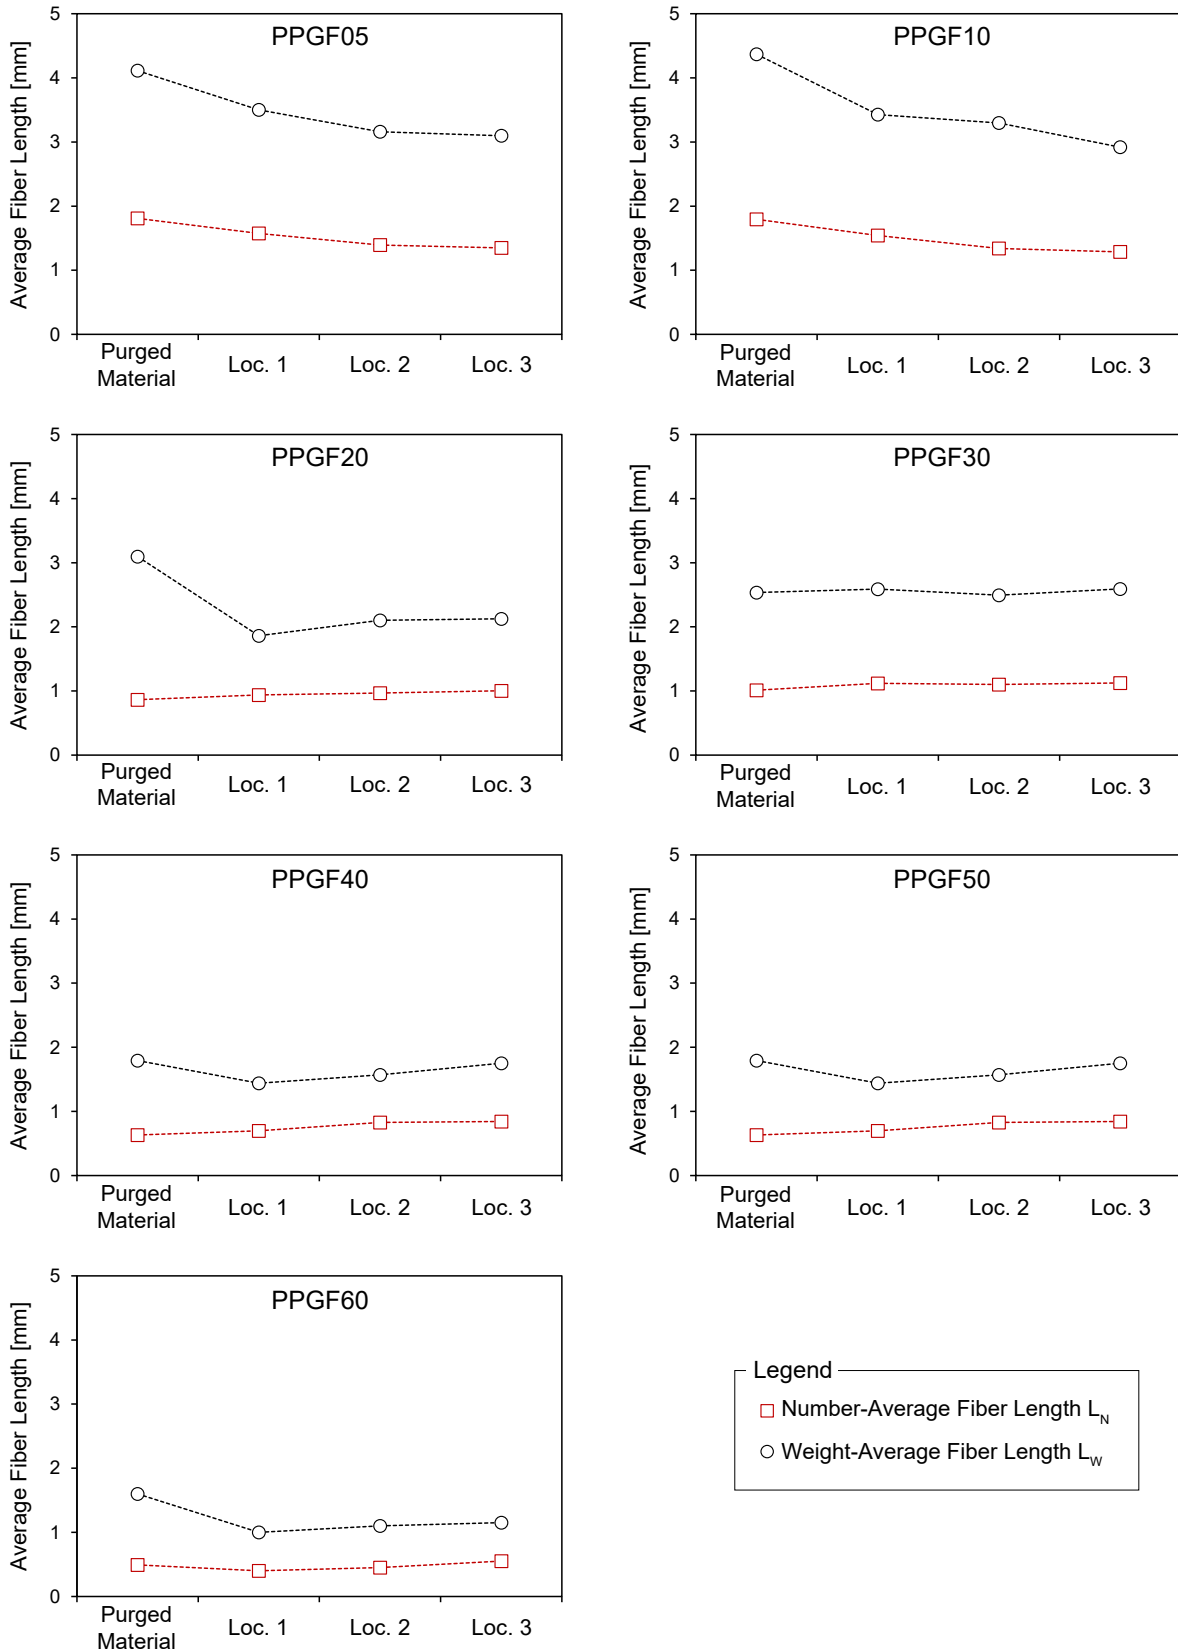 PPGF05
Average Fiber Length [mm]
5
4
3
2
1
0
Purged
Material
Loc. 1
Loc. 2
Loc. 3
PPGF10
Average Fiber Length [mm]
5
4
3
2
1
0
Purged
Material
Loc. 1
Loc. 2
Loc. 3
PPGF20
Average Fiber Length [mm]
5
4
3
2
1
0
Purged
Material
Loc. 1
Loc. 2
Loc. 3
PPGF30
Average Fiber Length [mm]
5
4
3
2
1
0
Purged
Material
Loc. 1
Loc. 2
Loc. 3
PPGF40
Average Fiber Length [mm]
5
4
3
2
1
0
Purged
Material
Loc. 1
Loc. 2
Loc. 3
PPGF50
Average Fiber Length [mm]
5
4
3
2
1
0
Purged
Material
Loc. 1
Loc. 2
Loc. 3
PPGF60
Average Fiber Length [mm]
5
4
3
2
1
0
Purged
Material
Loc. 1
Loc. 2
Loc. 3
Legend
Number-Average Fiber Length L_N
Weight-Average Fiber Length L_W